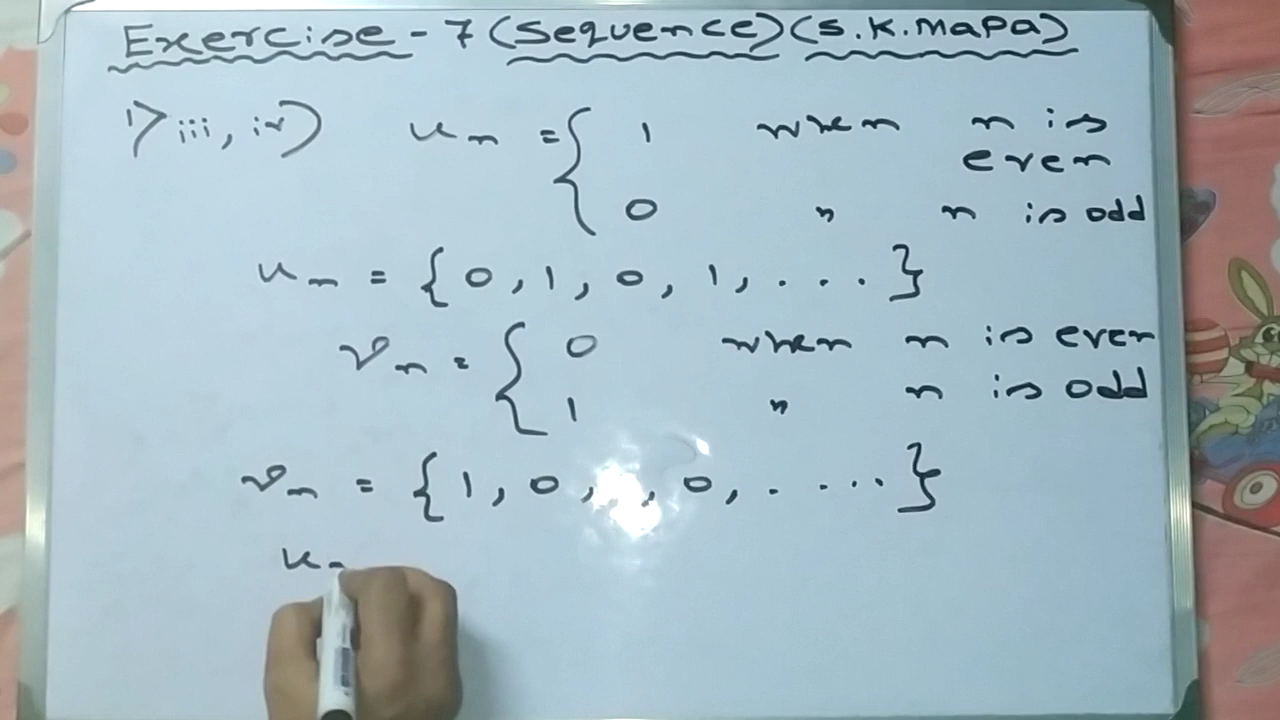 Exercise - 7 (Sequence) (S.K.Mapa)
1) iii, iv) u_n = { 1 when n is even
0 " n is odd
u_n = {0, 1, 0, 1, ....}
v_n = { 0 when n is even
1 " n is odd
v_n = {1, 0, , 0, ....}
u_n